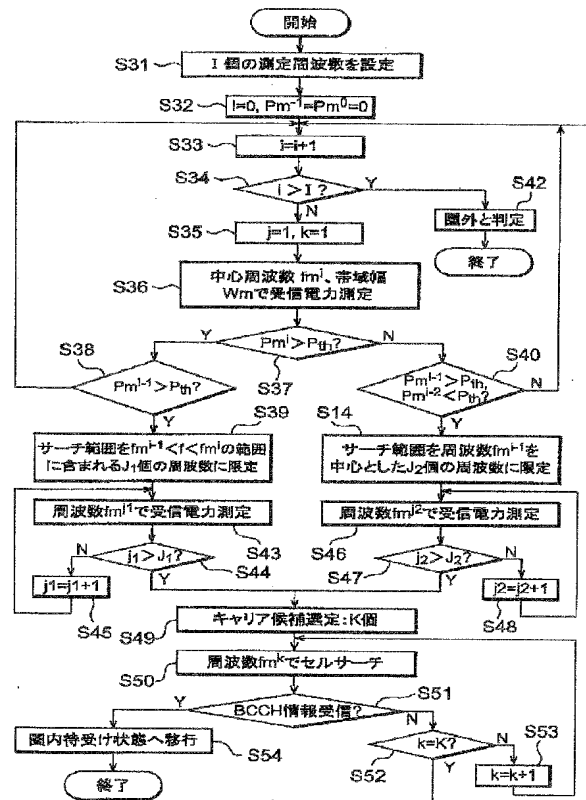 開始
S31
I個の測定周波数を設定
S32
i=0, Pm⁻¹=Pm⁰=0
S33
i=i+1
S34
i＞I？
Y
N
S42
圏外と判定
終了
S35
j=1, k=1
S36
中心周波数 fmʲ、帯域幅
Wmで受信電力測定
Y
Pmⁱ＞Pth？
N
S37
S38
Pmⁱ⁻¹＞Pth？
Y
S40
Pmⁱ⁻¹＞Pth,
Pmⁱ⁻²＜Pth？
N
Y
S39
サーチ範囲をfmⁱ⁻¹＜f＜fmⁱの範囲
に含まれるJ₁個の周波数に限定
S14
サーチ範囲を周波数fmⁱ⁻¹を
中心としたJ₂個の周波数に限定
周波数fmʲ¹で受信電力測定
S43
周波数fmʲ²で受信電力測定
S46
N
j₁＞J₁？
S44
Y
j1=j1+1
S45
j₂＞J₂？
N
S47
Y
j2=j2+1
S48
S49
キャリア候補選定：K個
S50
周波数fmᵏでセルサーチ
S51
Y
BCCH情報受信？
N
圏内待受け状態へ移行
S54
終了
k=K？
N
S52
Y
S53
k=k+1